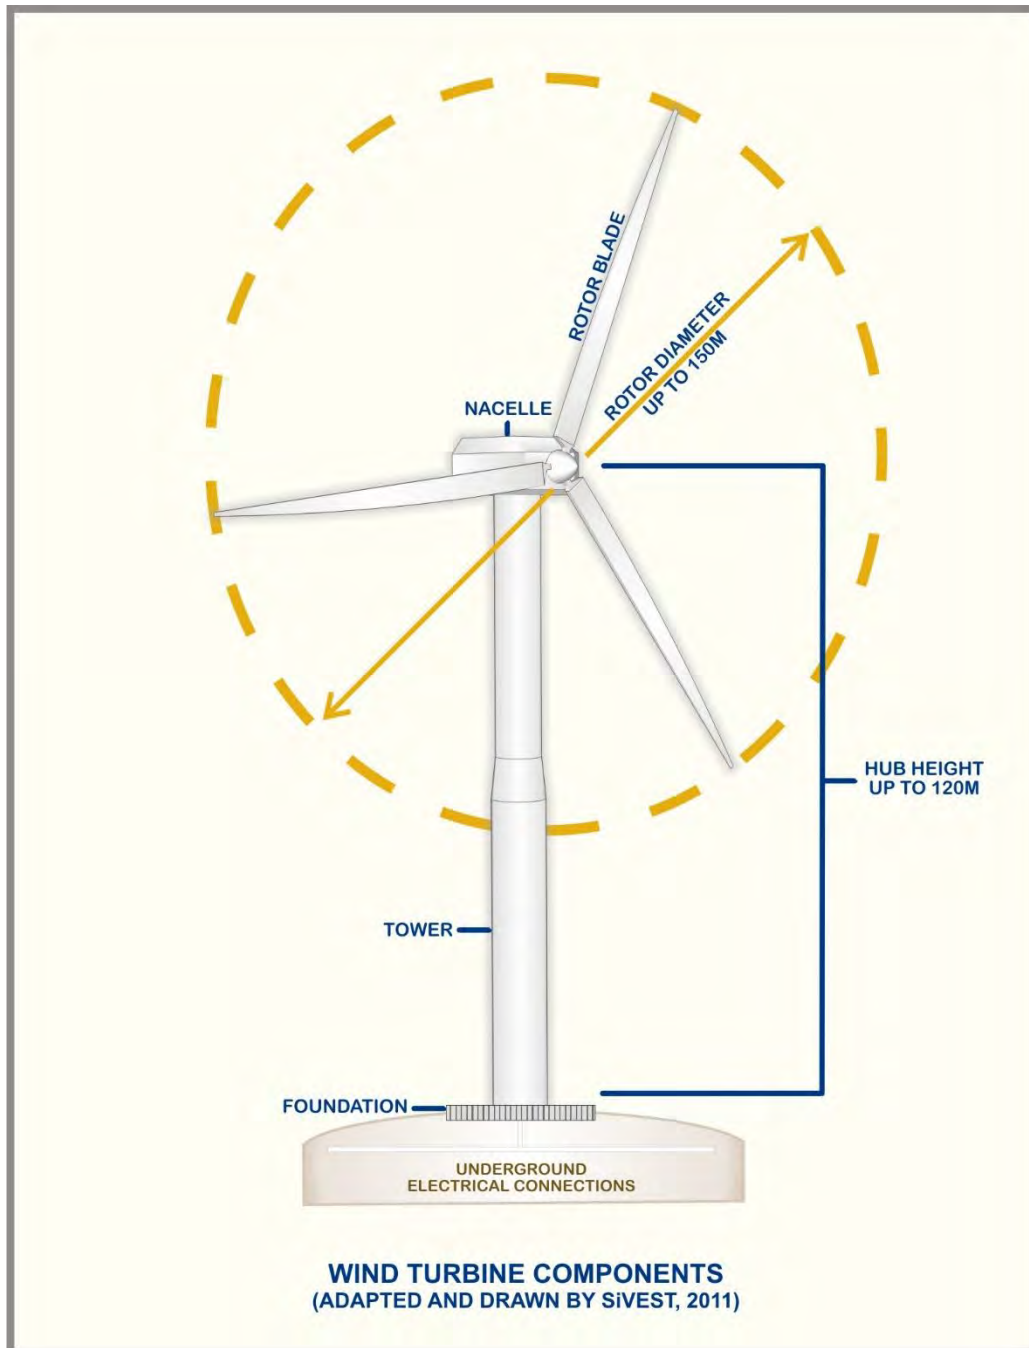 ROTOR BLADE
ROTOR DIAMETER
UP TO 150M
NACELLE
HUB HEIGHT
UP TO 120M
TOWER
FOUNDATION
UNDERGROUND
ELECTRICAL CONNECTIONS
WIND TURBINE COMPONENTS
(ADAPTED AND DRAWN BY SiVEST, 2011)